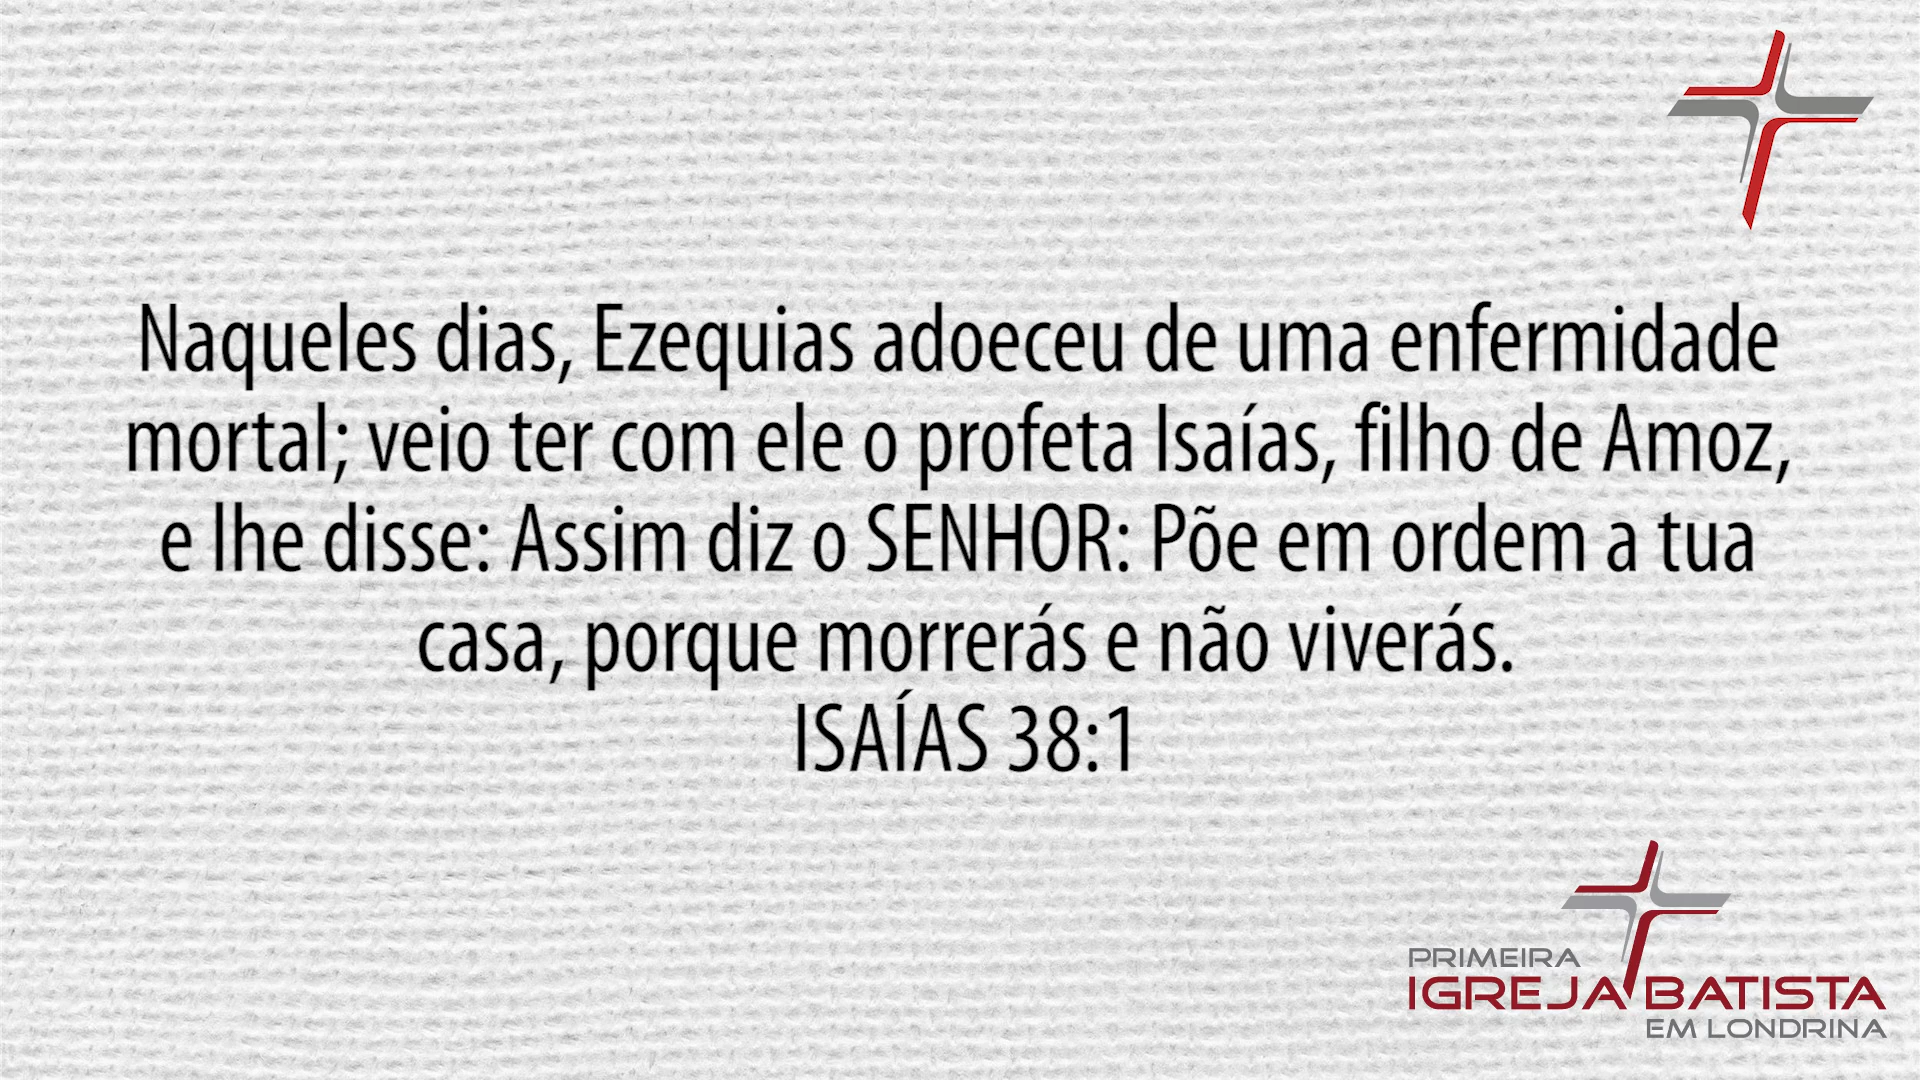 Naqueles dias, Ezequias adoeceu de uma enfermidade
mortal; veio ter com ele o profeta Isaías, filho de Amoz,
e lhe disse: Assim diz o SENHOR: Põe em ordem a tua
casa, porque morrerás e não viverás.
ISAÍAS 38:1
PRIMEIRA
IGREJA BATISTA
EM LONDRINA